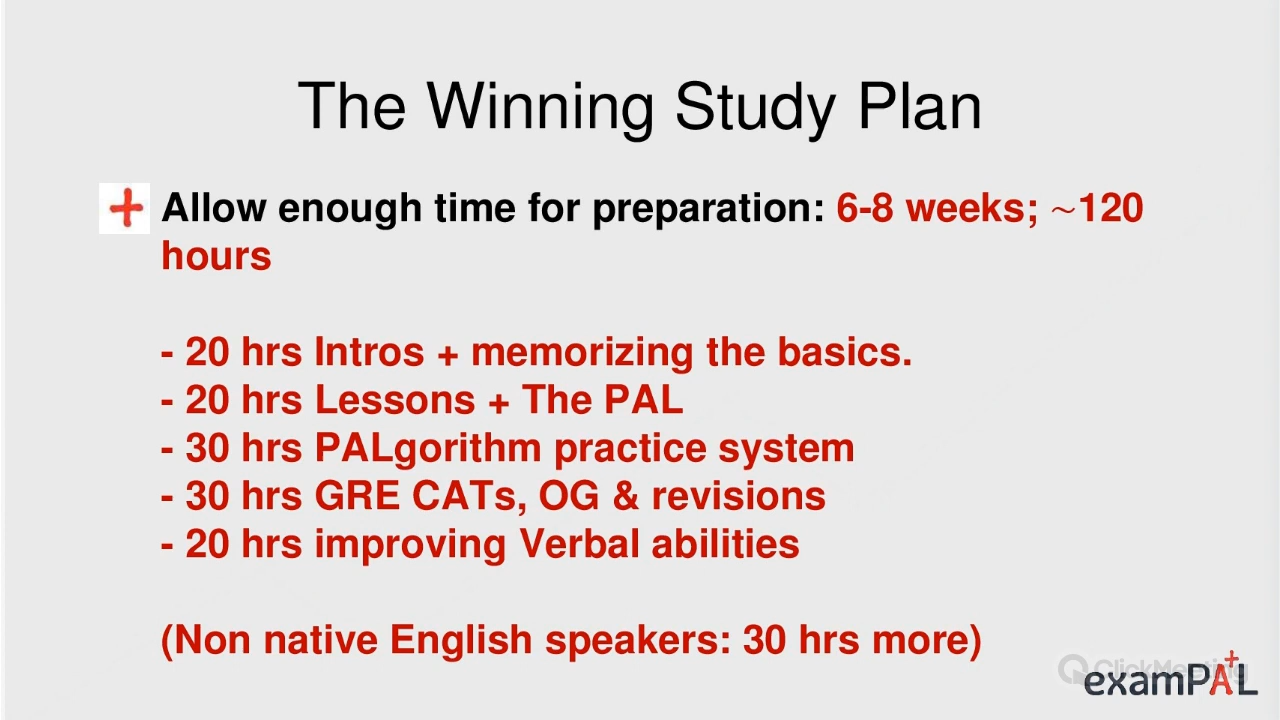 The Winning Study Plan
Allow enough time for preparation: 6-8 weeks; ~120
hours
- 20 hrs Intros + memorizing the basics.
- 20 hrs Lessons + The PAL
- 30 hrs PALgorithm practice system
- 30 hrs GRE CATs, OG & revisions
- 20 hrs improving Verbal abilities
(Non native English speakers: 30 hrs more)
ClickMeeting
examPAL